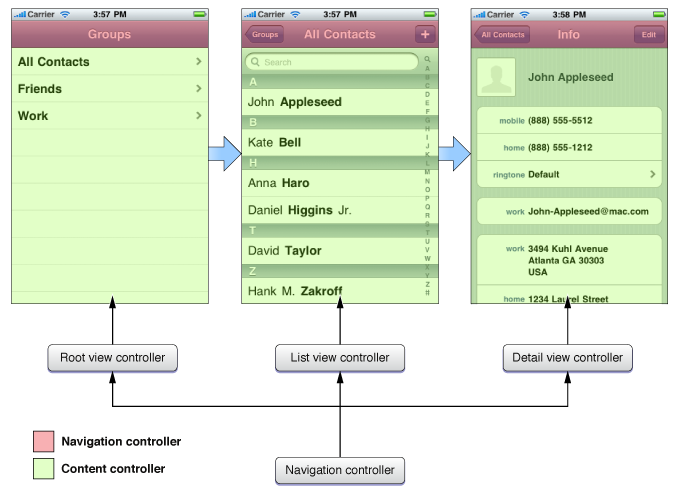 Carrier 3:57 PM
Groups
All Contacts
Friends
Work
Carrier 3:57 PM
Groups All Contacts +
Search
A
John Appleseed
B
Kate Bell
H
Anna Haro
Daniel Higgins Jr.
T
David Taylor
Z
Hank M. Zakroff
A
B
C
D
E
F
G
H
I
J
K
L
M
N
O
P
Q
R
S
T
U
V
W
X
Y
Z
#
Carrier 3:58 PM
All Contacts Info Edit
John Appleseed
mobile (888) 555-5512
home (888) 555-1212
ringtone Default
work John-Appleseed@mac.com
work 3494 Kuhl Avenue
Atlanta GA 30303
USA
home 1234 Laurel Street
Root view controller
List view controller
Detail view controller
Navigation controller
Navigation controller
Content controller